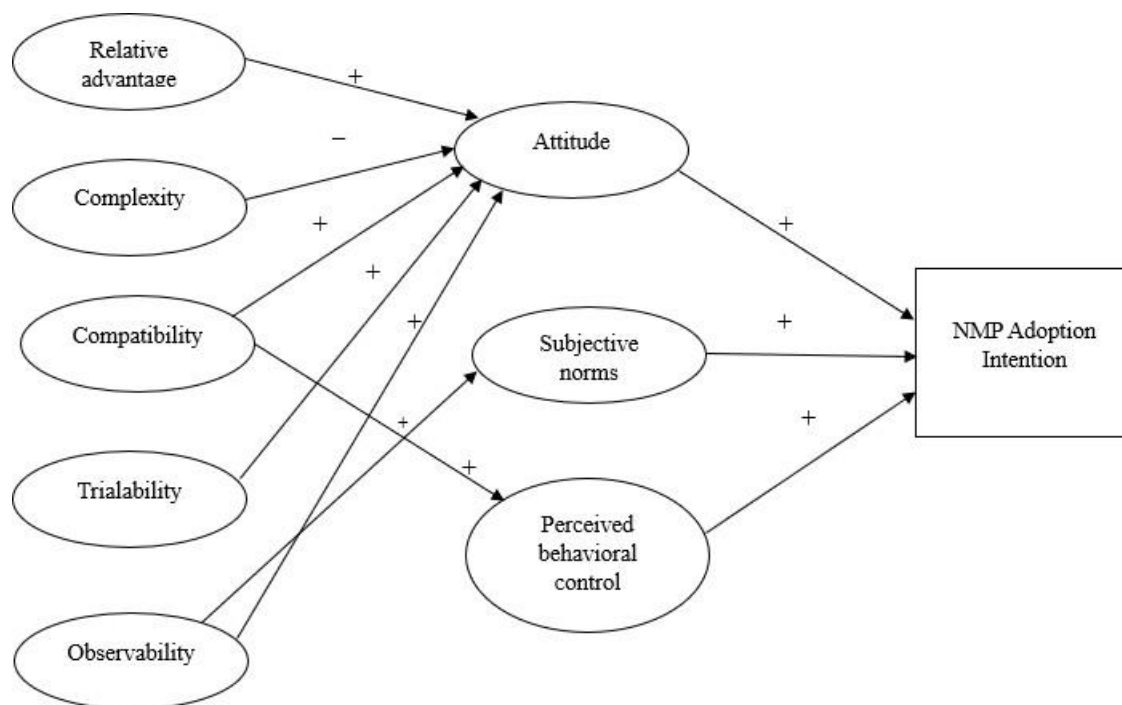 Relative
advantage
+
Attitude
−
Complexity
+
+
+
NMP Adoption
Intention
Compatibility
+
+
Subjective
norms
+
+
+
Trialability
Perceived
behavioral
control
Observability